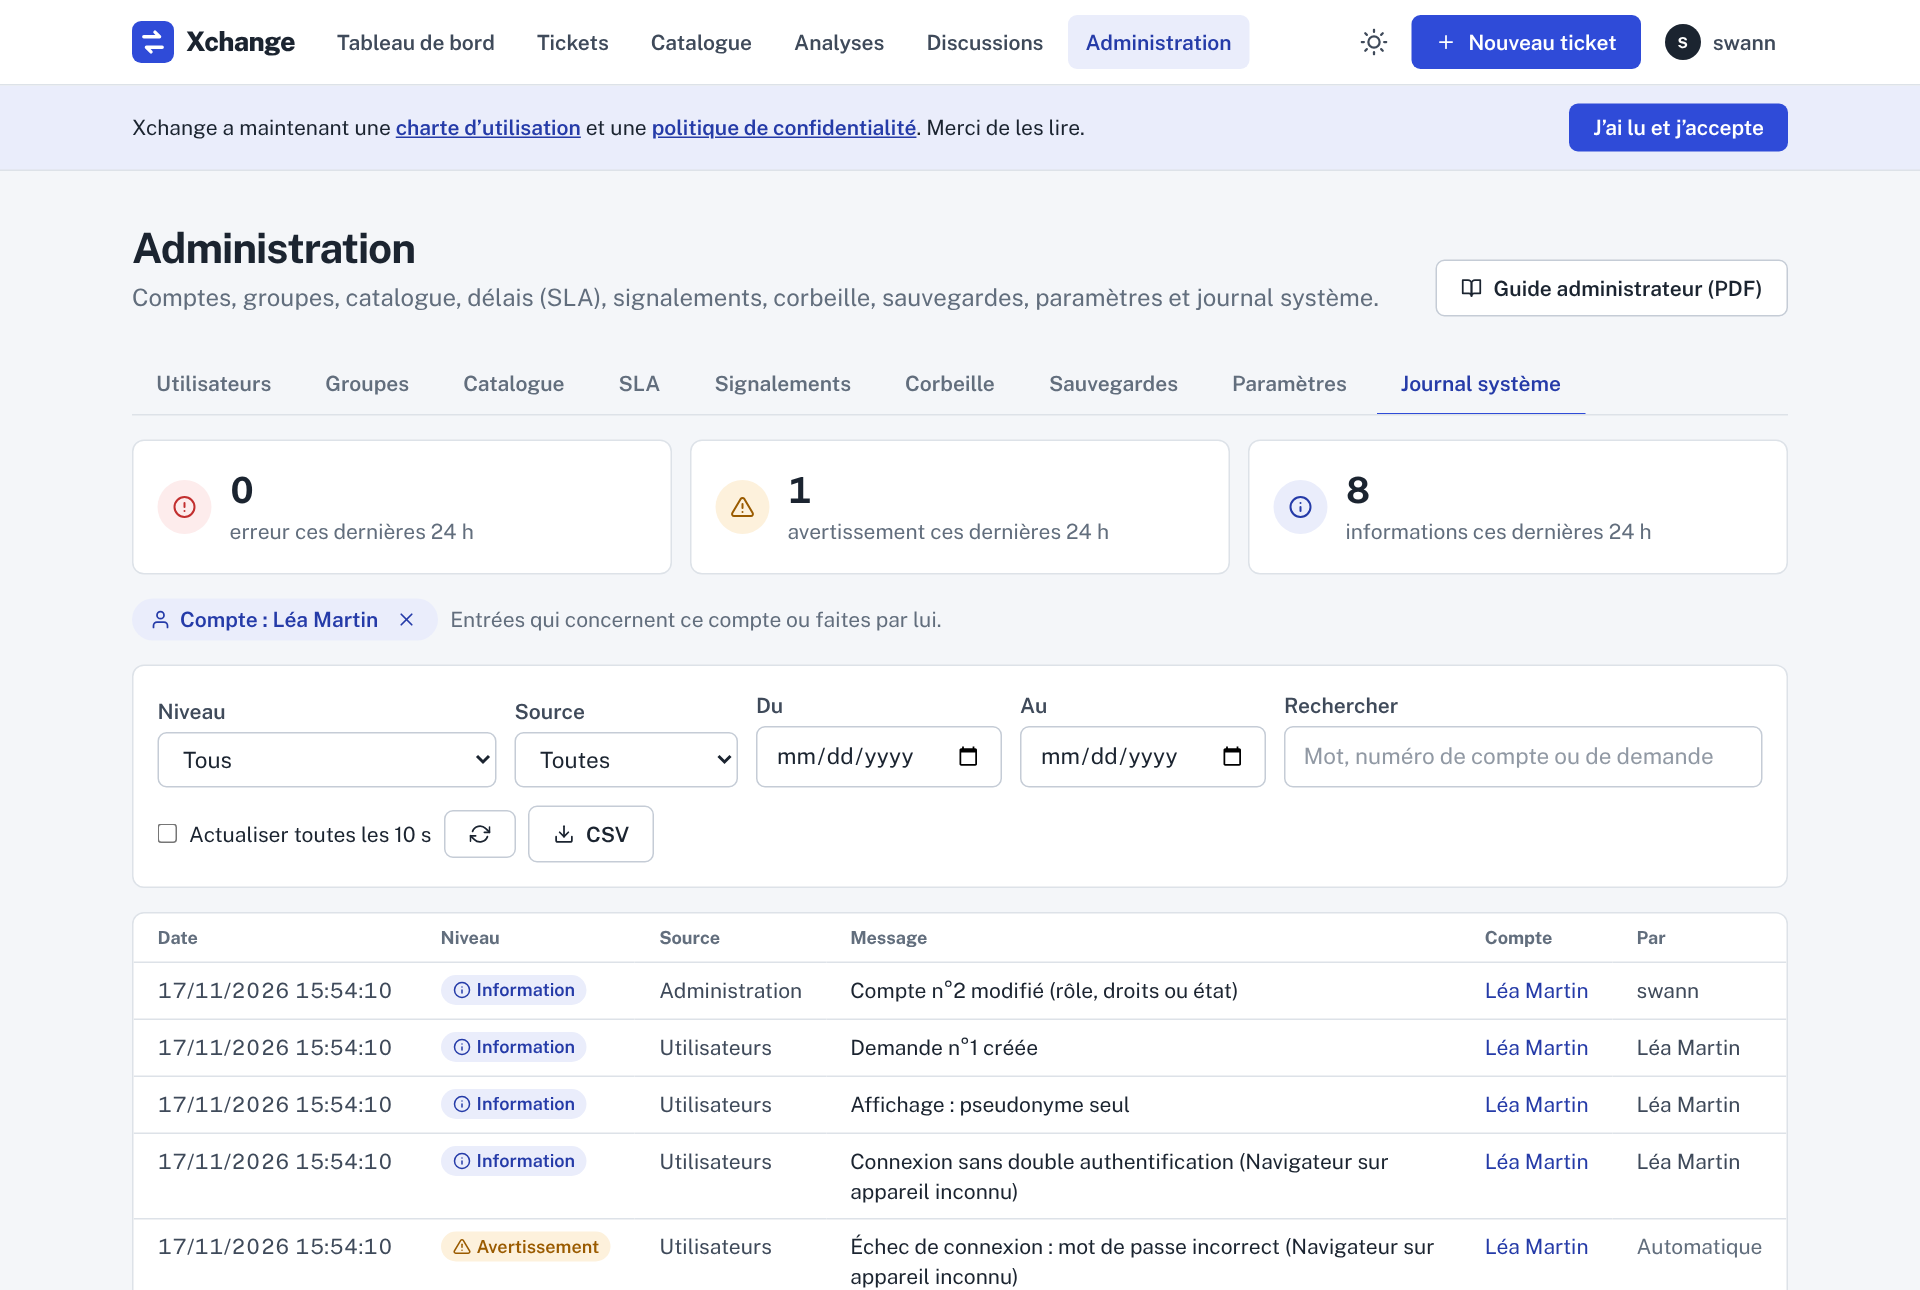 Xchange
Tableau de bord
Tickets
Catalogue
Analyses
Discussions
Administration
Nouveau ticket
s
swann
Xchange a maintenant une charte d’utilisation et une politique de confidentialité. Merci de les lire.
J’ai lu et j’accepte
Administration
Comptes, groupes, catalogue, délais (SLA), signalements, corbeille, sauvegardes, paramètres et journal système.
Guide administrateur (PDF)
Utilisateurs
Groupes
Catalogue
SLA
Signalements
Corbeille
Sauvegardes
Paramètres
Journal système
0
erreur ces dernières 24 h
1
avertissement ces dernières 24 h
8
informations ces dernières 24 h
Compte : Léa Martin
Entrées qui concernent ce compte ou faites par lui.
Niveau
Tous
Source
Toutes
Du
mm/dd/yyyy
Au
mm/dd/yyyy
Rechercher
Mot, numéro de compte ou de demande
Actualiser toutes les 10 s
CSV
Date Niveau Source Message Compte Par
17/11/2026 15:54:10 Information Administration Compte n°2 modifié (rôle, droits ou état) Léa Martin swann
17/11/2026 15:54:10 Information Utilisateurs Demande n°1 créée Léa Martin Léa Martin
17/11/2026 15:54:10 Information Utilisateurs Affichage : pseudonyme seul Léa Martin Léa Martin
17/11/2026 15:54:10 Information Utilisateurs Connexion sans double authentification (Navigateur sur Léa Martin Léa Martin
appareil inconnu)
17/11/2026 15:54:10 Avertissement Utilisateurs Échec de connexion : mot de passe incorrect (Navigateur sur Léa Martin Automatique
appareil inconnu)